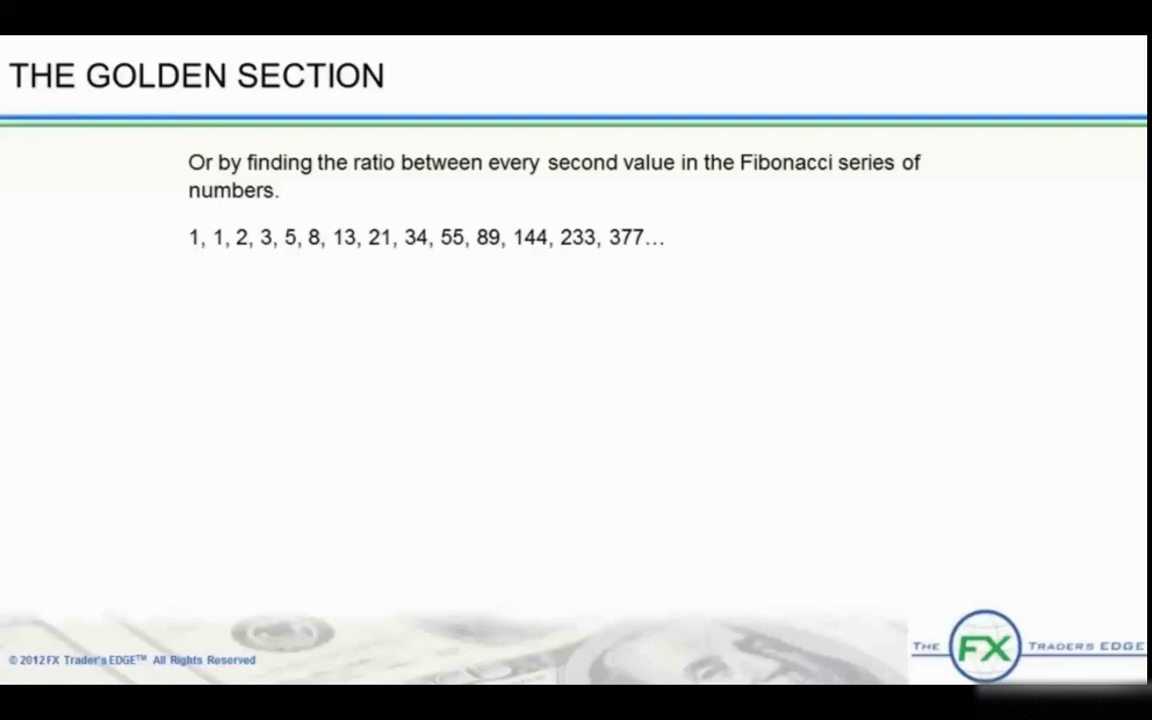 THE GOLDEN SECTION
Or by finding the ratio between every second value in the Fibonacci series of
numbers.
1, 1, 2, 3, 5, 8, 13, 21, 34, 55, 89, 144, 233, 377…
© 2012 FX Trader's EDGE™ All Rights Reserved
THE FX TRADERS EDGE